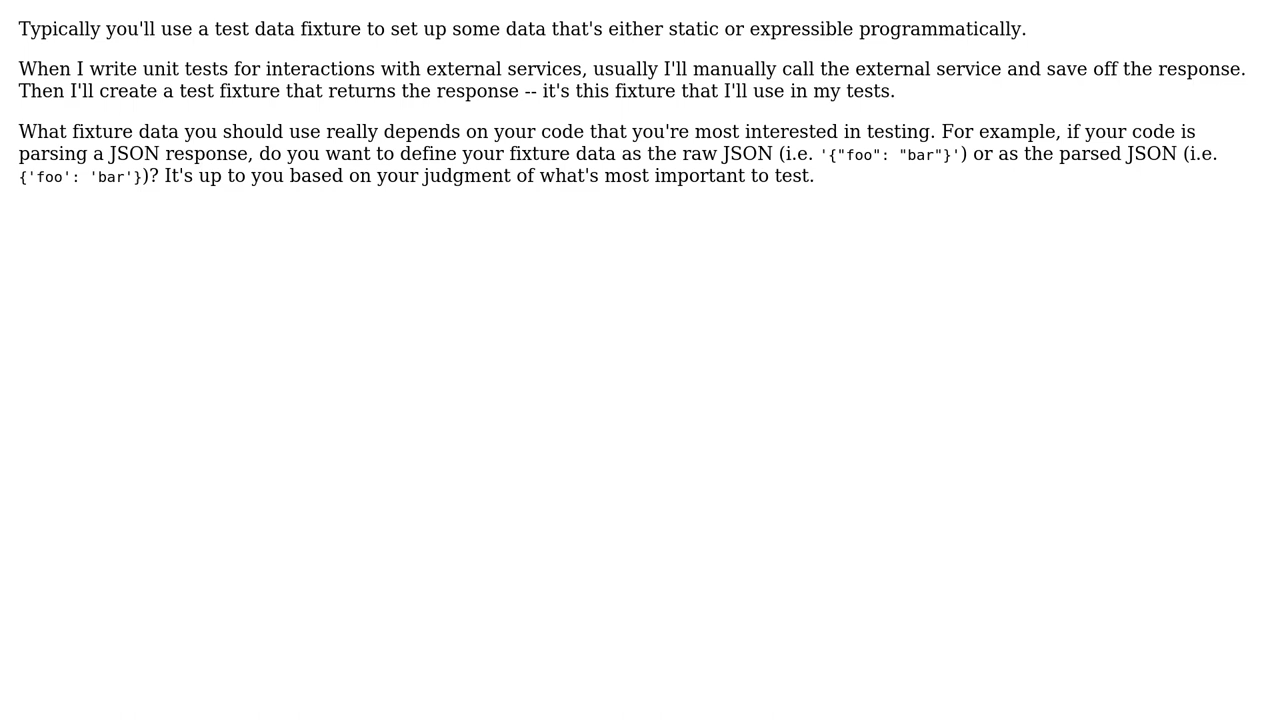 Typically you'll use a test data fixture to set up some data that's either static or expressible programmatically.
When I write unit tests for interactions with external services, usually I'll manually call the external service and save off the response.
Then I'll create a test fixture that returns the response -- it's this fixture that I'll use in my tests.
What fixture data you should use really depends on your code that you're most interested in testing. For example, if your code is
parsing a JSON response, do you want to define your fixture data as the raw JSON (i.e. '{"foo": "bar"}') or as the parsed JSON (i.e.
{'foo': 'bar'})? It's up to you based on your judgment of what's most important to test.